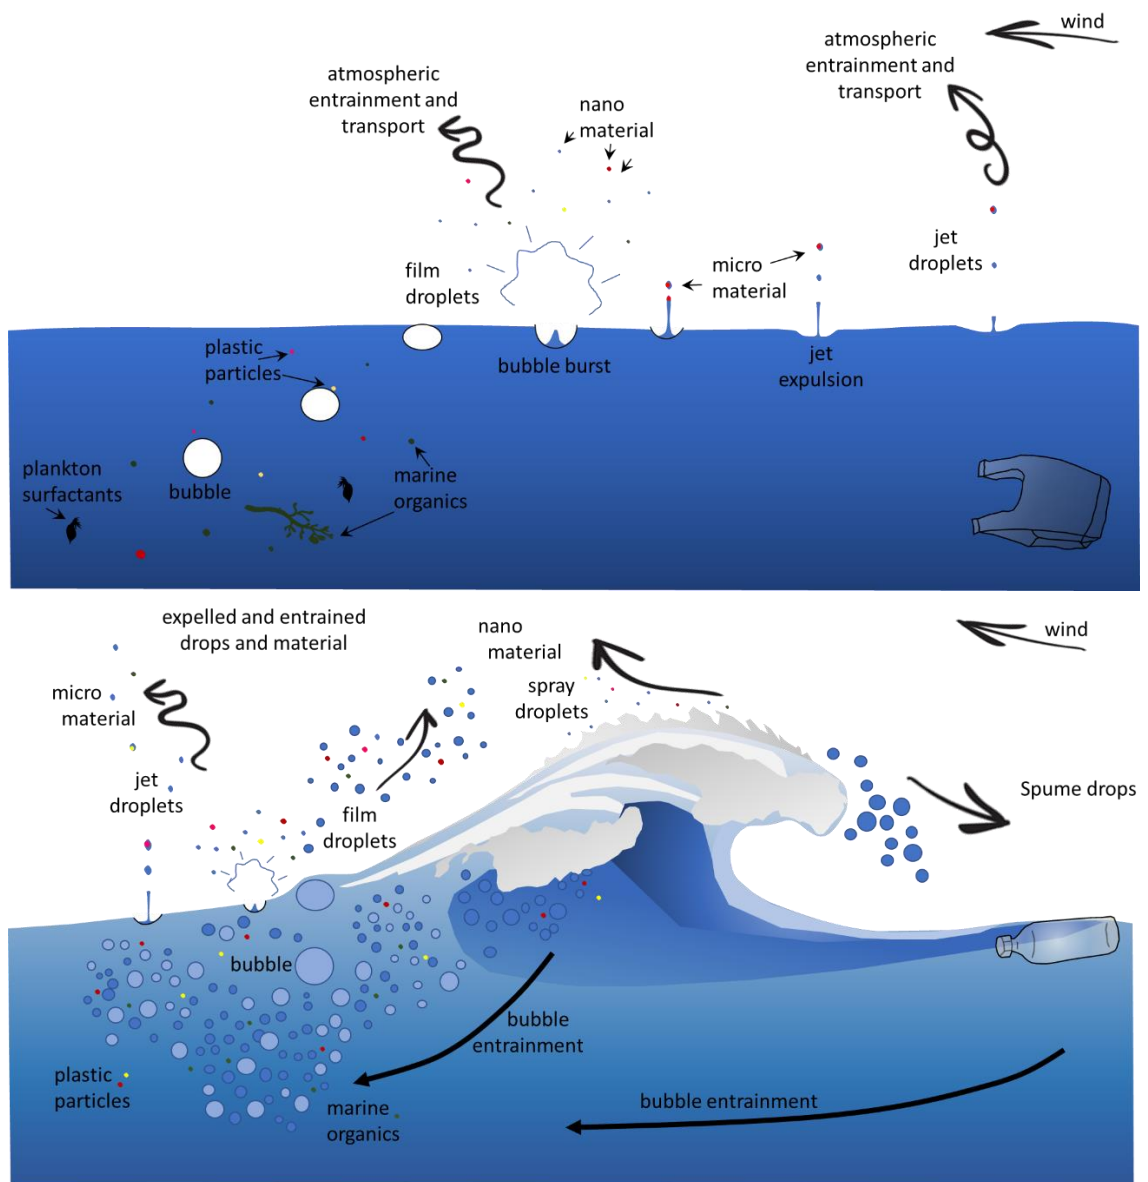 wind
atmospheric
entrainment and
transport
atmospheric
entrainment and
transport
nano
material
film
droplets
micro
material
jet
droplets
plastic
particles
bubble burst
jet
expulsion
plankton
surfactants
bubble
marine
organics
expelled and entrained
drops and material
nano
material
wind
micro
material
spray
droplets
jet
droplets
film
droplets
Spume drops
bubble
bubble
entrainment
plastic
particles
marine
organics
bubble entrainment